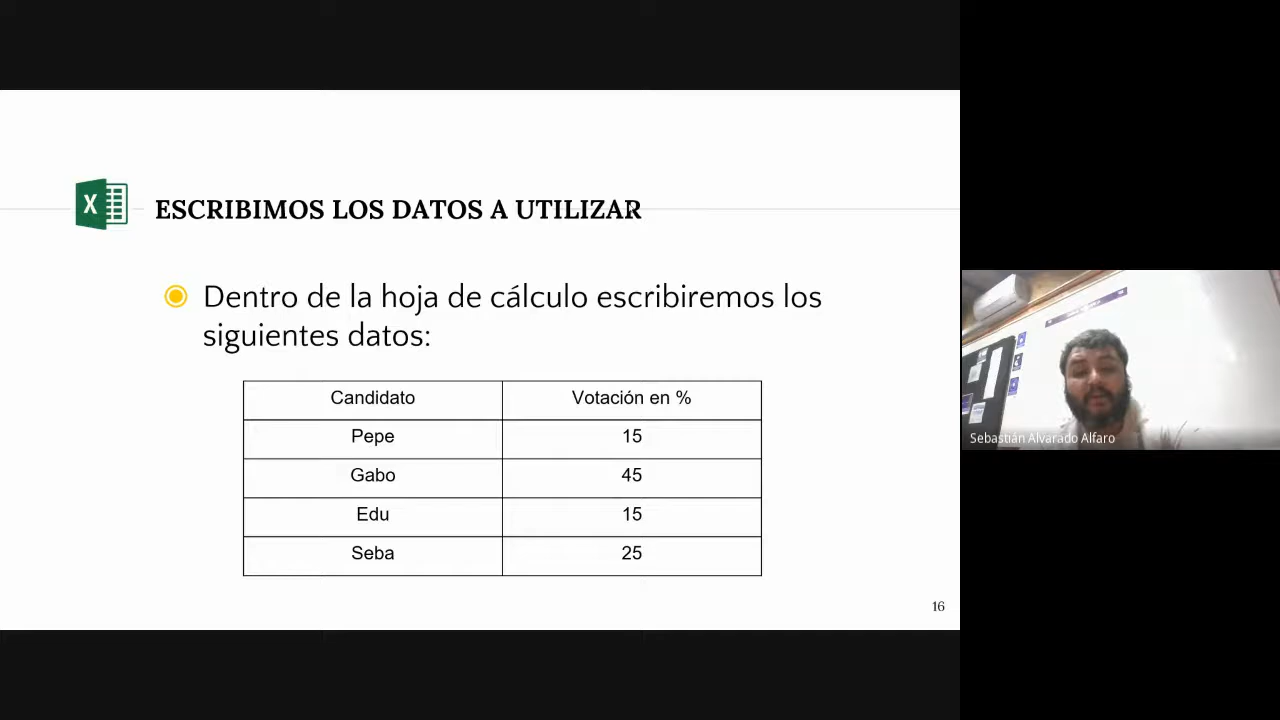 X
ESCRIBIMOS LOS DATOS A UTILIZAR
Dentro de la hoja de cálculo escribiremos los
siguientes datos:
Candidato Votación en %
Pepe 15
Gabo 45
Edu 15
Seba 25
16
Sebastián Alvarado Alfaro